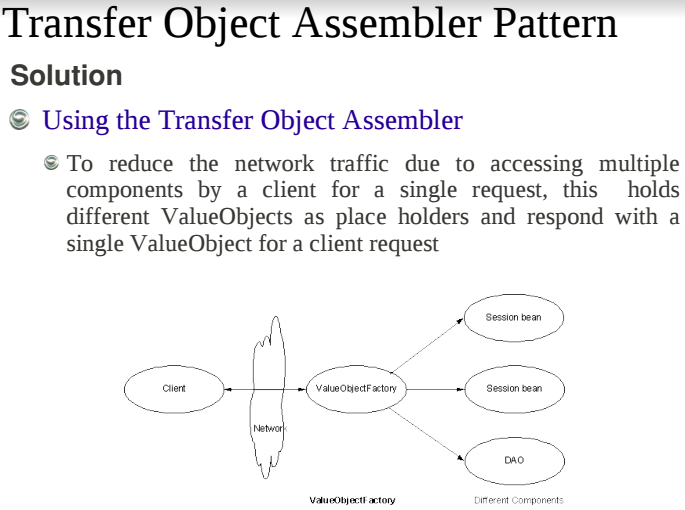 Transfer Object Assembler Pattern
Solution
Using the Transfer Object Assembler
To reduce the network traffic due to accessing multiple
components by a client for a single request, this holds
different ValueObjects as place holders and respond with a
single ValueObject for a client request
Session bean
Client
ValueObjectFactory
Session bean
Network
DAO
ValueObjectFactory
Different Components